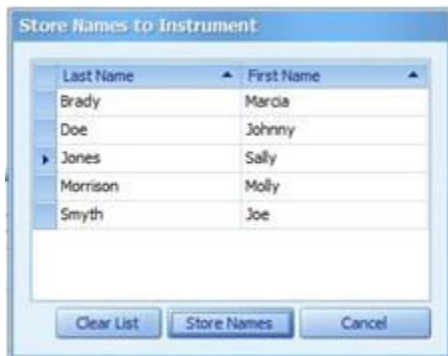 Store Names to Instrument
Last Name First Name
Brady Marcia
Doe Johnny
Jones Sally
Morrison Molly
Smyth Joe
Clear List Store Names Cancel